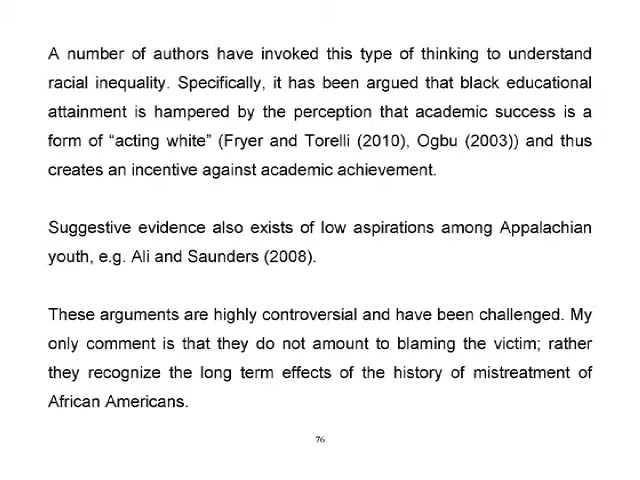 A number of authors have invoked this type of thinking to understand
racial inequality. Specifically, it has been argued that black educational
attainment is hampered by the perception that academic success is a
form of “acting white” (Fryer and Torelli (2010), Ogbu (2003)) and thus
creates an incentive against academic achievement.
Suggestive evidence also exists of low aspirations among Appalachian
youth, e.g. Ali and Saunders (2008).
These arguments are highly controversial and have been challenged. My
only comment is that they do not amount to blaming the victim; rather
they recognize the long term effects of the history of mistreatment of
African Americans.
76